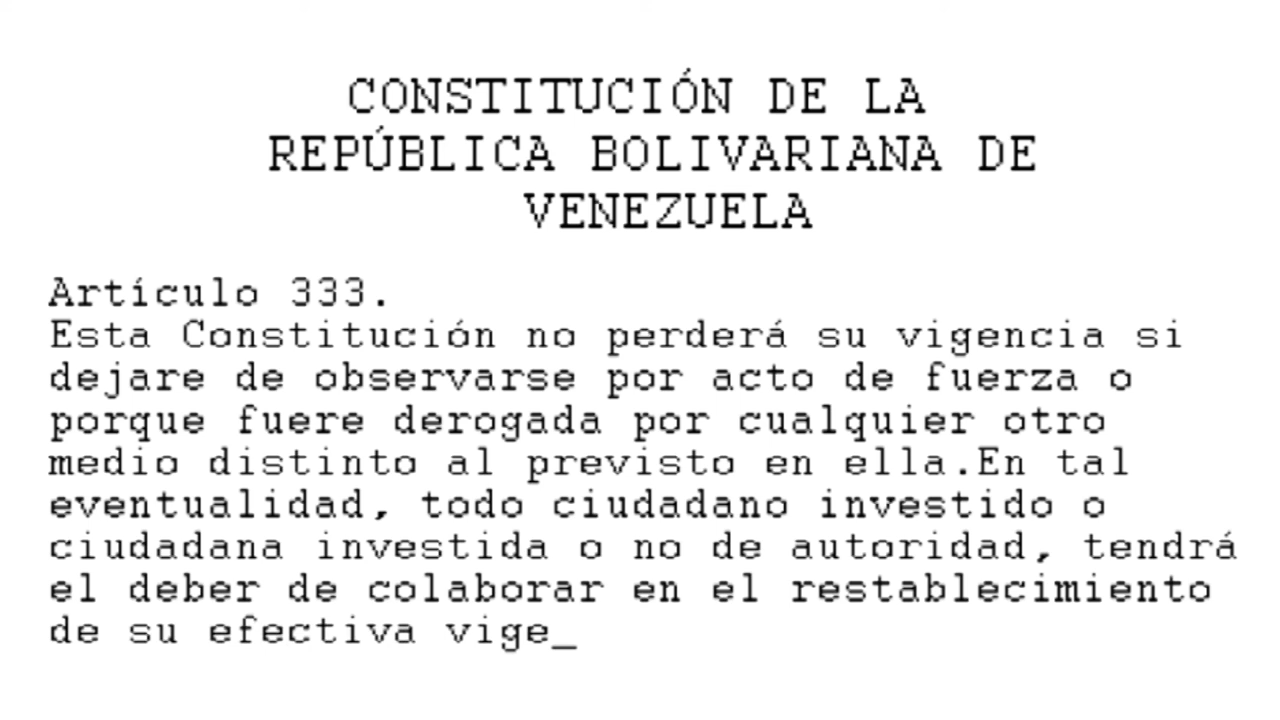 CONSTITUCIÓN DE LA
REPÚBLICA BOLIVARIANA DE
VENEZUELA
Artículo 333.
Esta Constitución no perderá su vigencia si
dejare de observarse por acto de fuerza o
porque fuere derogada por cualquier otro
medio distinto al previsto en ella.En tal
eventualidad, todo ciudadano investido o
ciudadana investida o no de autoridad, tendrá
el deber de colaborar en el restablecimiento
de su efectiva vige_